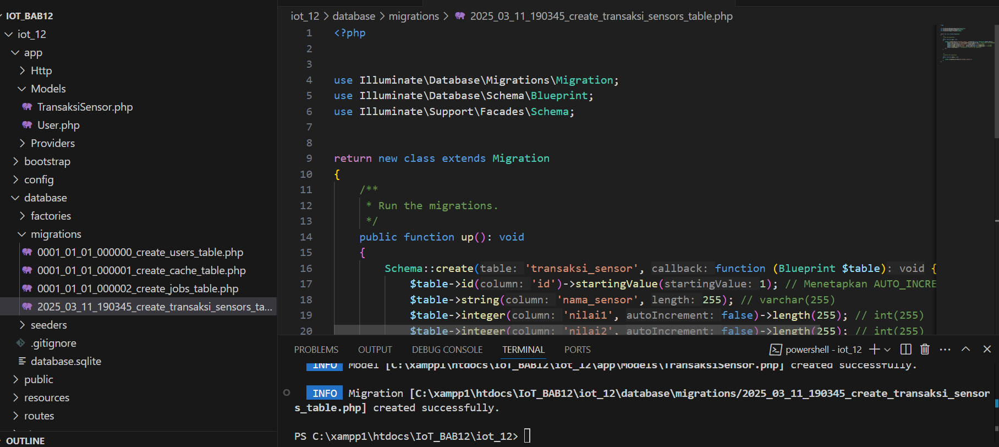 IOT_BAB12
iot_12
app
Http
Models
TransaksiSensor.php
User.php
Providers
bootstrap
config
database
factories
migrations
0001_01_01_000000_create_users_table.php
0001_01_01_000001_create_cache_table.php
0001_01_01_000002_create_jobs_table.php
2025_03_11_190345_create_transaksi_sensors_ta...
seeders
.gitignore
database.sqlite
public
resources
routes
OUTLINE
iot_12 > database > migrations > 2025_03_11_190345_create_transaksi_sensors_table.php
1 <?php
2
3
4 use Illuminate\Database\Migrations\Migration;
5 use Illuminate\Database\Schema\Blueprint;
6 use Illuminate\Support\Facades\Schema;
7
8
9 return new class extends Migration
10 {
11 /**
12 * Run the migrations.
13 */
14 public function up(): void
15 {
16 Schema::create(table: 'transaksi_sensor', callback: function (Blueprint $table): void {
17 $table->id(column: 'id')->startingValue(startingValue: 1); // Menetapkan AUTO_INCRE
18 $table->string(column: 'nama_sensor', length: 255); // varchar(255)
19 $table->integer(column: 'nilai1', autoIncrement: false)->length(255); // int(255)
20 $table->integer(column: 'nilai2', autoIncrement: false)->length(255); // int(255)
PROBLEMS OUTPUT DEBUG CONSOLE TERMINAL PORTS powershell - iot_12
INFO Model [C:\xampp1\htdocs\IoT_BAB12\iot_12\app\Models\TransaksiSensor.php] created successfully.
INFO Migration [C:\xampp1\htdocs\IoT_BAB12\iot_12\database\migrations/2025_03_11_190345_create_transaksi_sensor
s_table.php] created successfully.
PS C:\xampp1\htdocs\IoT_BAB12\iot_12>